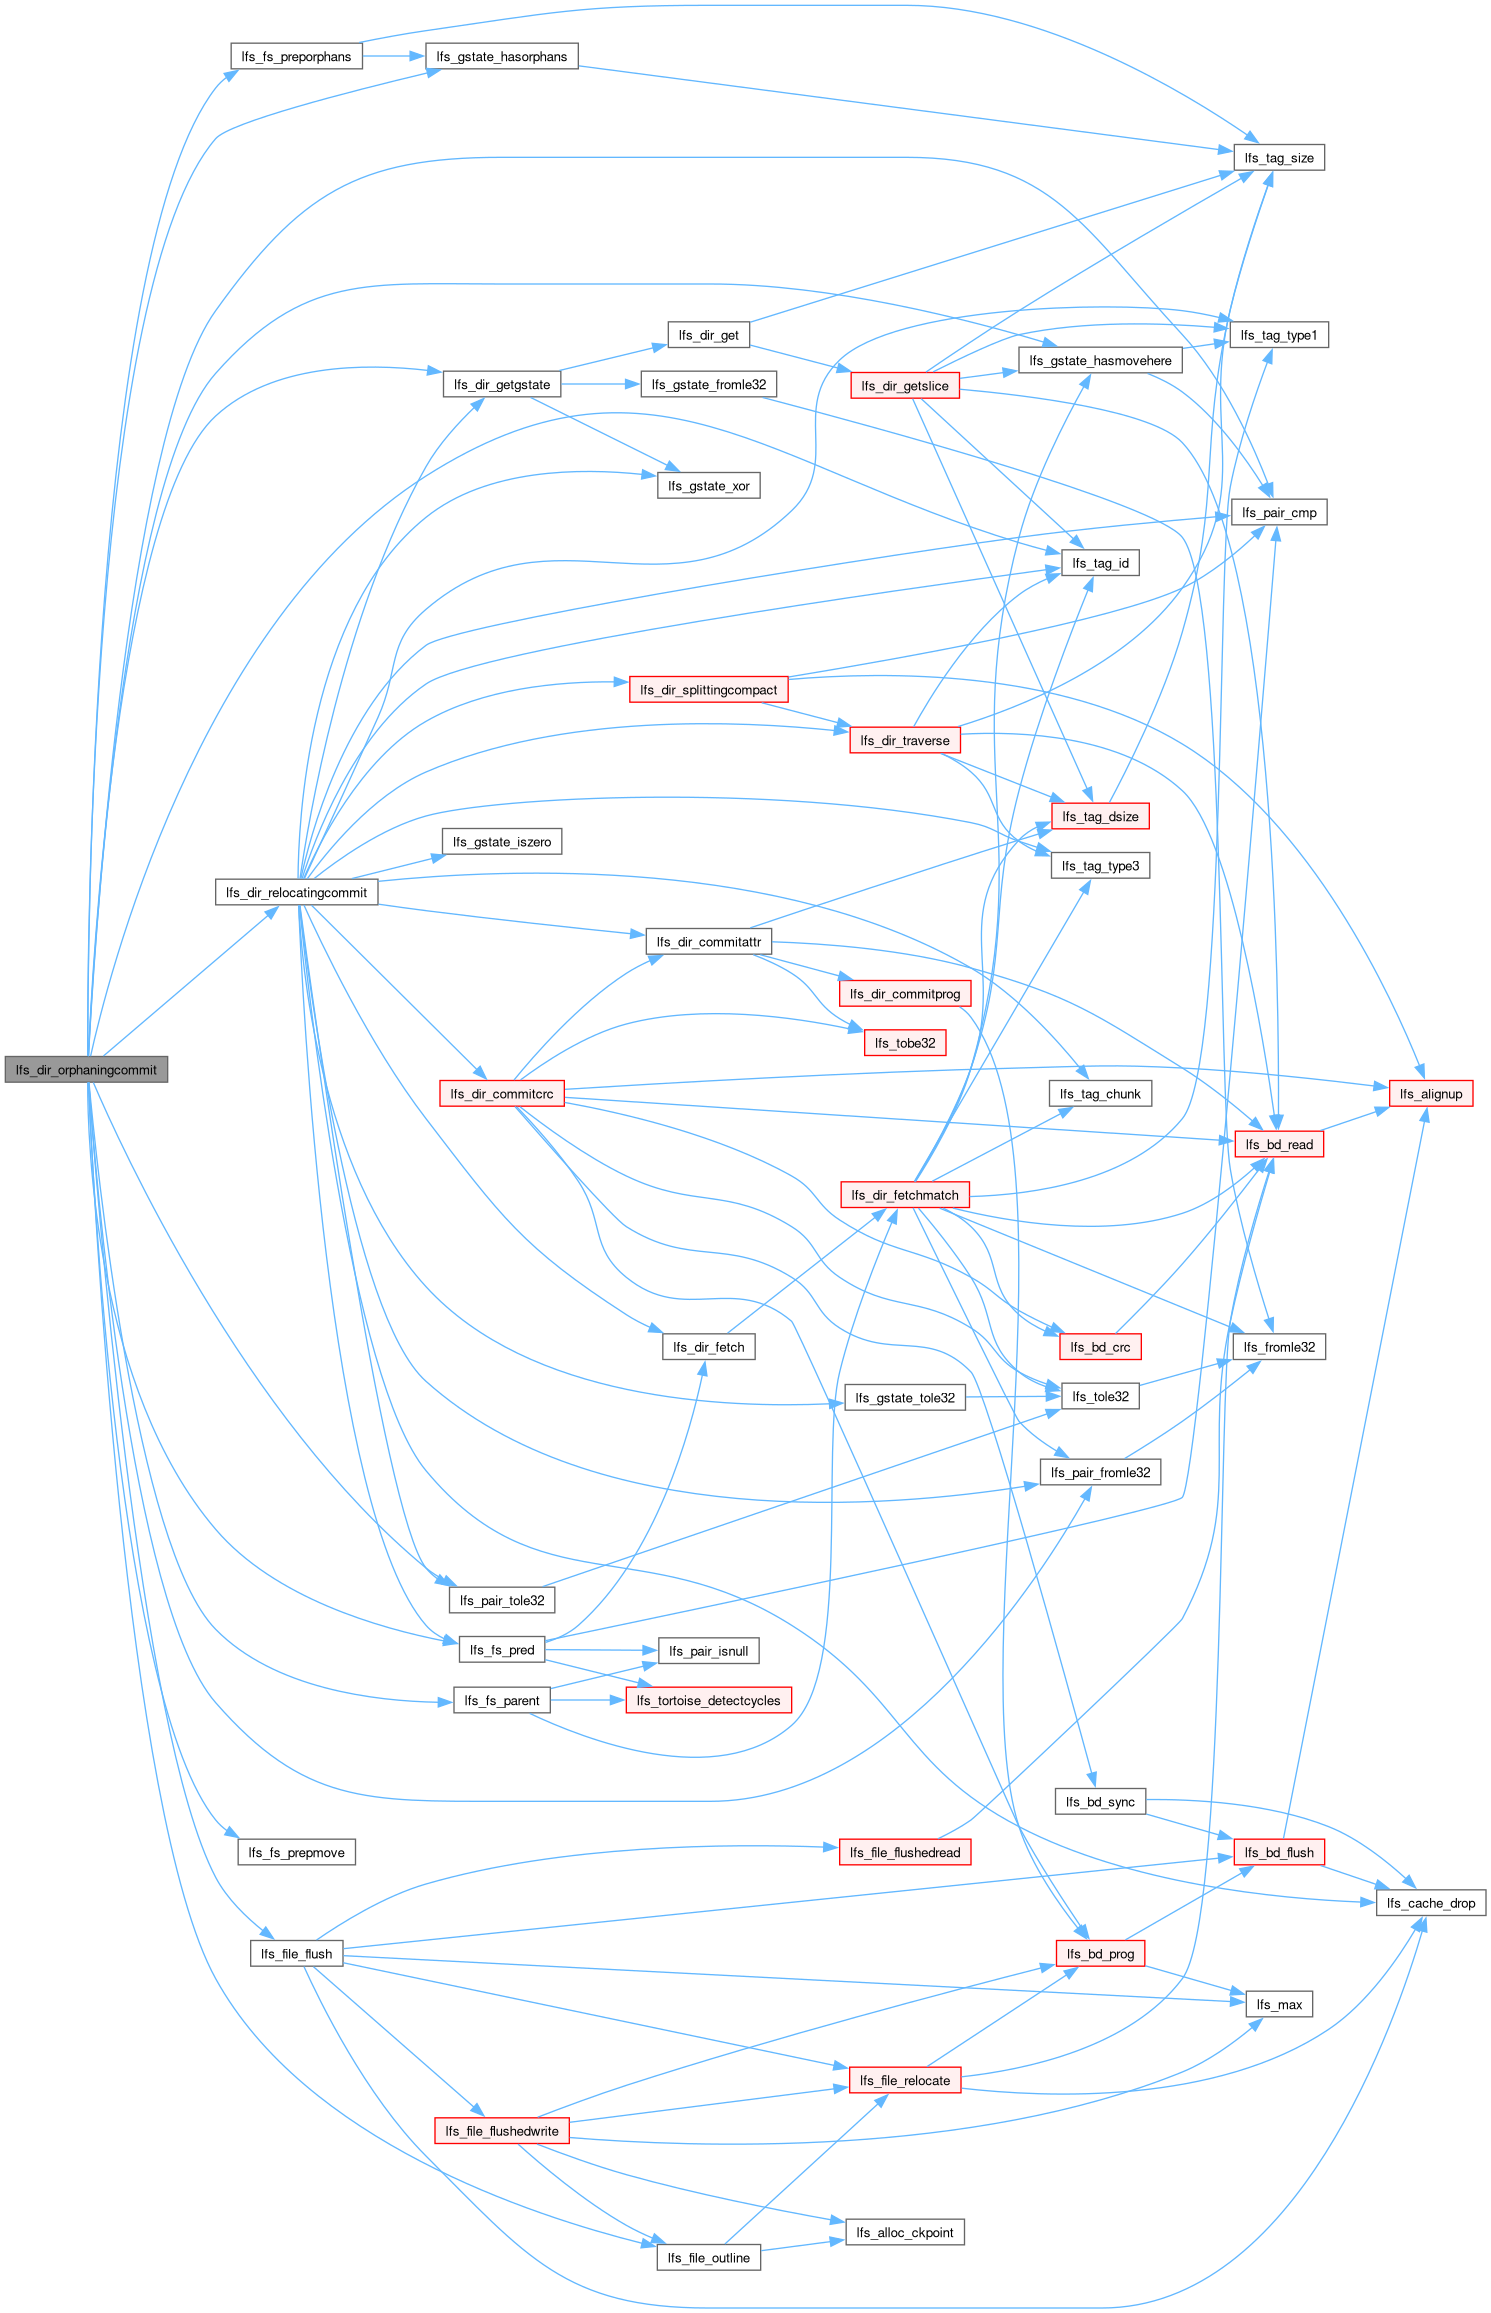 lfs_fs_preporphans
lfs_gstate_hasorphans
lfs_tag_size
lfs_dir_get
lfs_tag_type1
lfs_gstate_hasmovehere
lfs_dir_getgstate
lfs_gstate_fromle32
lfs_dir_getslice
lfs_gstate_xor
lfs_pair_cmp
lfs_tag_id
lfs_dir_splittingcompact
lfs_dir_traverse
lfs_tag_dsize
lfs_gstate_iszero
lfs_tag_type3
lfs_dir_relocatingcommit
lfs_dir_commitattr
lfs_dir_commitprog
lfs_tobe32
lfs_dir_orphaningcommit
lfs_dir_commitcrc
lfs_tag_chunk
lfs_alignup
lfs_bd_read
lfs_dir_fetchmatch
lfs_dir_fetch
lfs_bd_crc
lfs_fromle32
lfs_gstate_tole32
lfs_tole32
lfs_pair_fromle32
lfs_pair_tole32
lfs_fs_pred
lfs_pair_isnull
lfs_fs_parent
lfs_tortoise_detectcycles
lfs_bd_sync
lfs_fs_prepmove
lfs_file_flushedread
lfs_bd_flush
lfs_cache_drop
lfs_file_flush
lfs_bd_prog
lfs_max
lfs_file_relocate
lfs_file_flushedwrite
lfs_alloc_ckpoint
lfs_file_outline